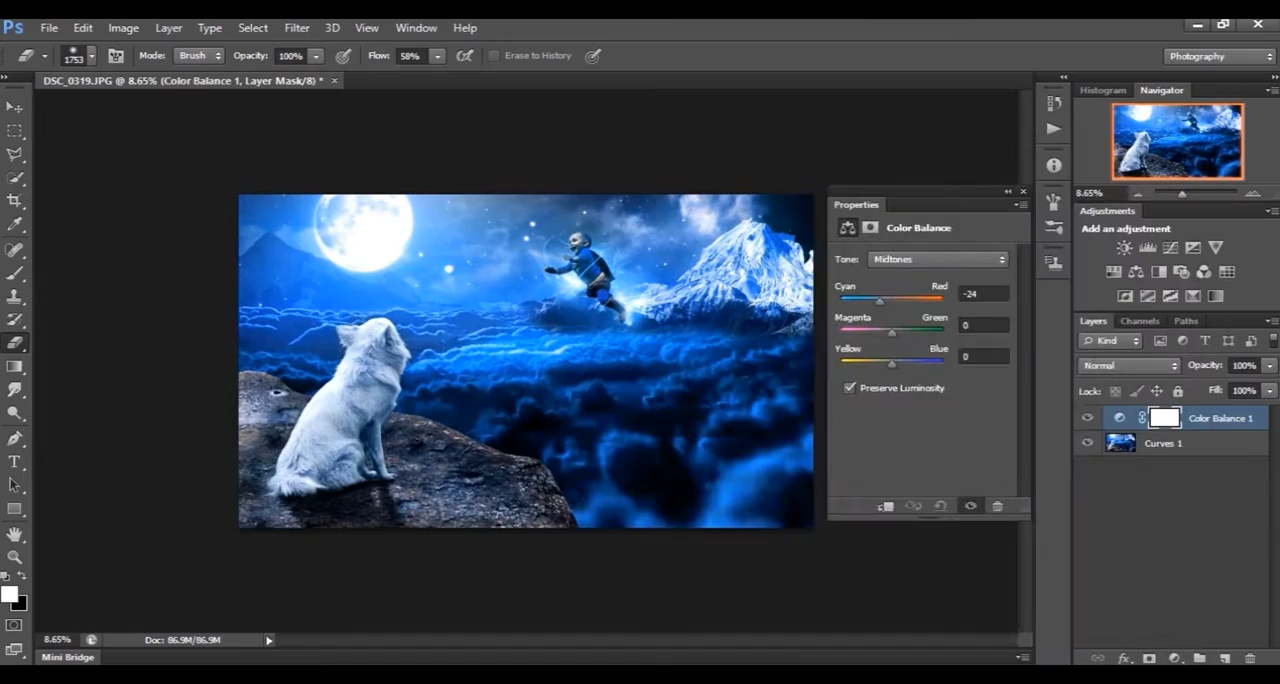 Ps File Edit Image Layer Type Select Filter 3D View Window Help
1753 Mode: Brush Opacity: 100% Flow: 58% Erase to History Photography
DSC_0319.JPG @ 8.65% (Color Balance 1, Layer Mask/8) *
Histogram Navigator
8.65%
Properties
Color Balance
Tone: Midtones
Cyan Red -24
Magenta Green 0
Yellow Blue 0
Preserve Luminosity
Adjustments
Add an adjustment
Layers Channels Paths
Kind
Normal Opacity: 100%
Lock: Fill: 100%
Color Balance 1
Curves 1
8.65% Doc: 86.9M/86.9M
Mini Bridge